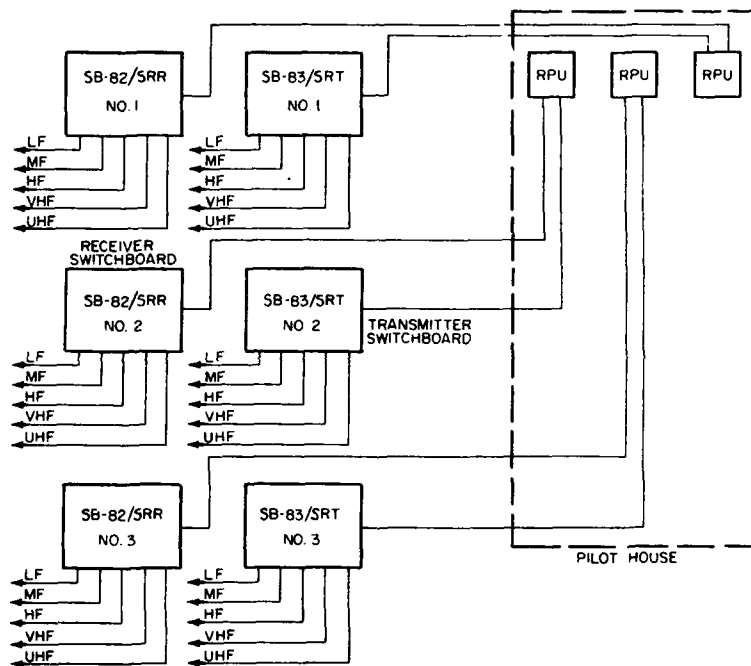 SB-82/SRR
NO. 1
SB-83/SRT
NO. 1
RPU
RPU
RPU
LF
MF
HF
VHF
UHF
LF
MF
HF
VHF
UHF
RECEIVER
SWITCHBOARD
SB-82/SRR
NO. 2
SB-83/SRT
NO 2
TRANSMITTER
SWITCHBOARD
LF
MF
HF
VHF
UHF
LF
MF
HF
VHF
UHF
SB-82/SRR
NO. 3
SB-83/SRT
NO. 3
PILOT HOUSE
LF
MF
HF
VHF
UHF
LF
MF
HF
VHF
UHF